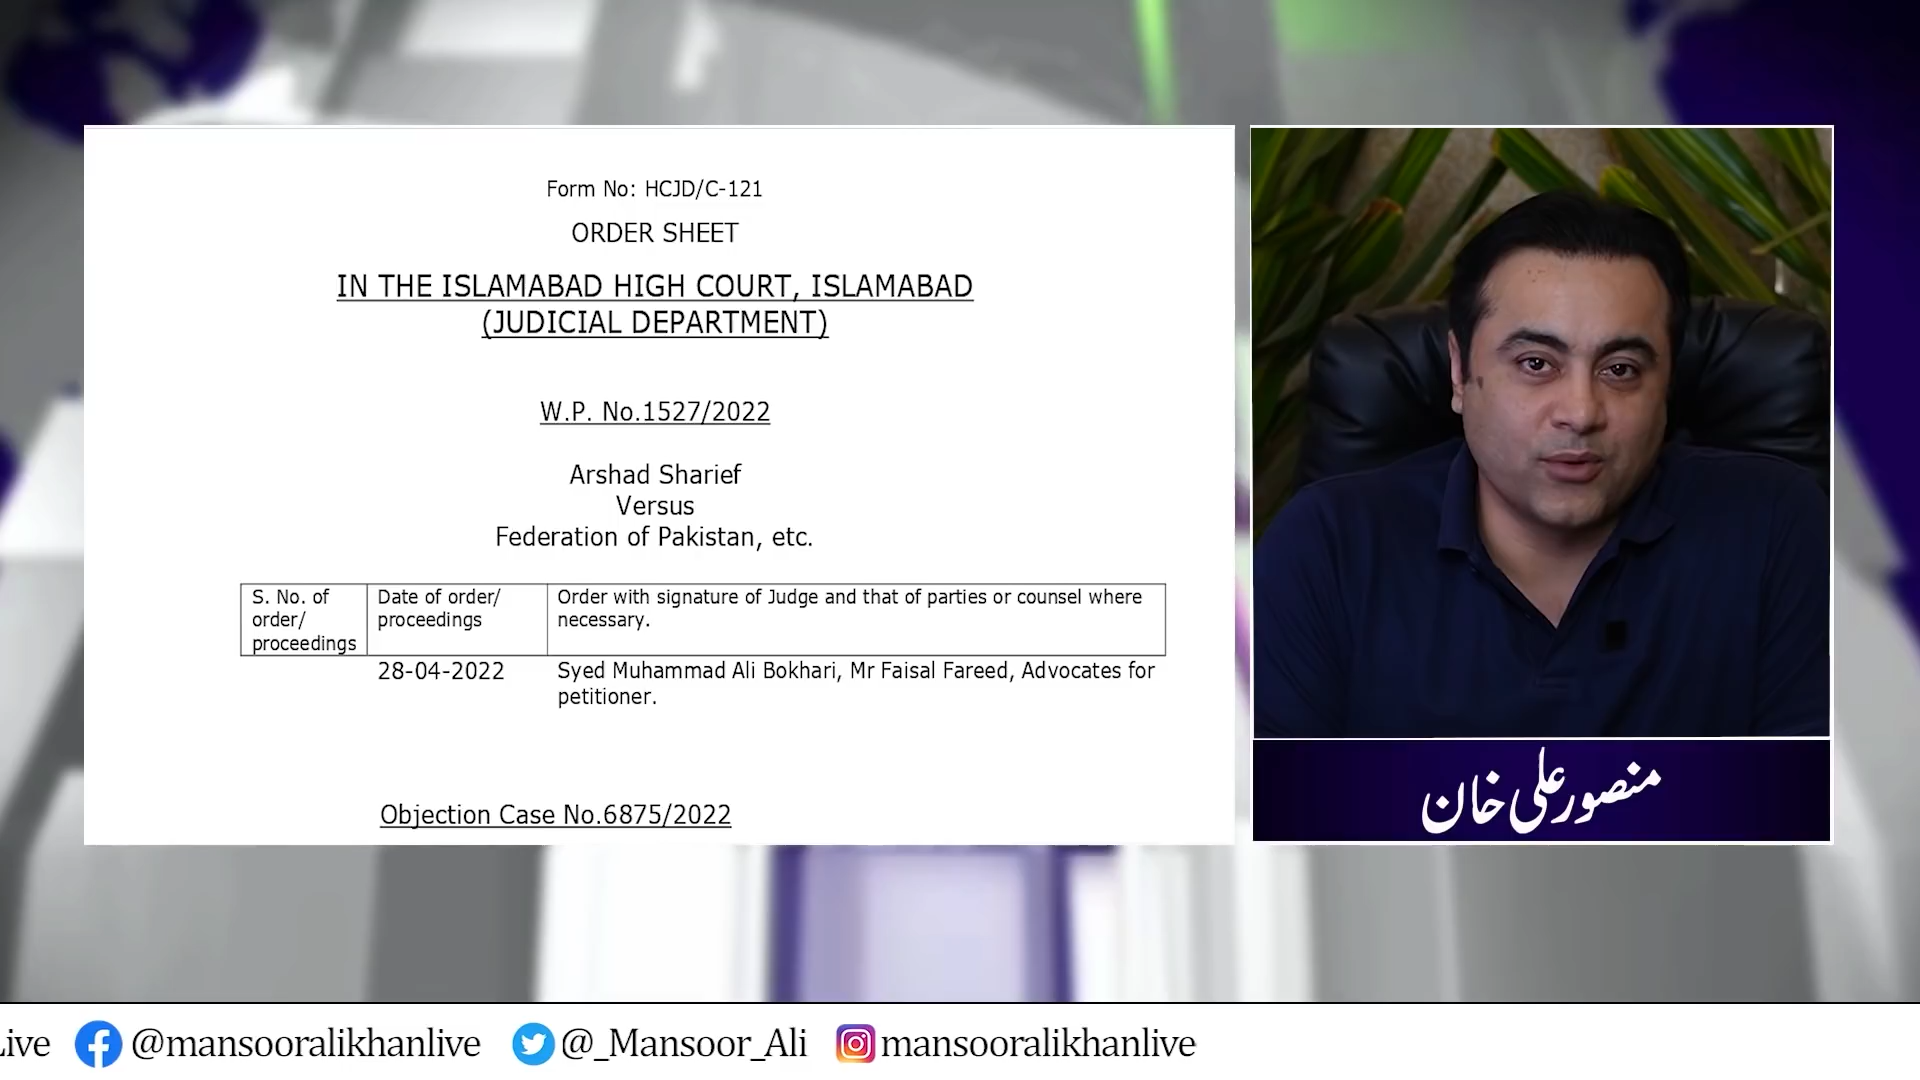 Form No: HCJD/C-121
ORDER SHEET
IN THE ISLAMABAD HIGH COURT, ISLAMABAD
(JUDICIAL DEPARTMENT)
W.P. No.1527/2022
Arshad Sharief
Versus
Federation of Pakistan, etc.
S. No. of order/ proceedings
Date of order/ proceedings
Order with signature of Judge and that of parties or counsel where necessary.
28-04-2022
Syed Muhammad Ali Bokhari, Mr Faisal Fareed, Advocates for
petitioner.
Objection Case No.6875/2022
منصور علی خان
ive @mansooralikhanlive @_Mansoor_Ali mansooralikhanlive